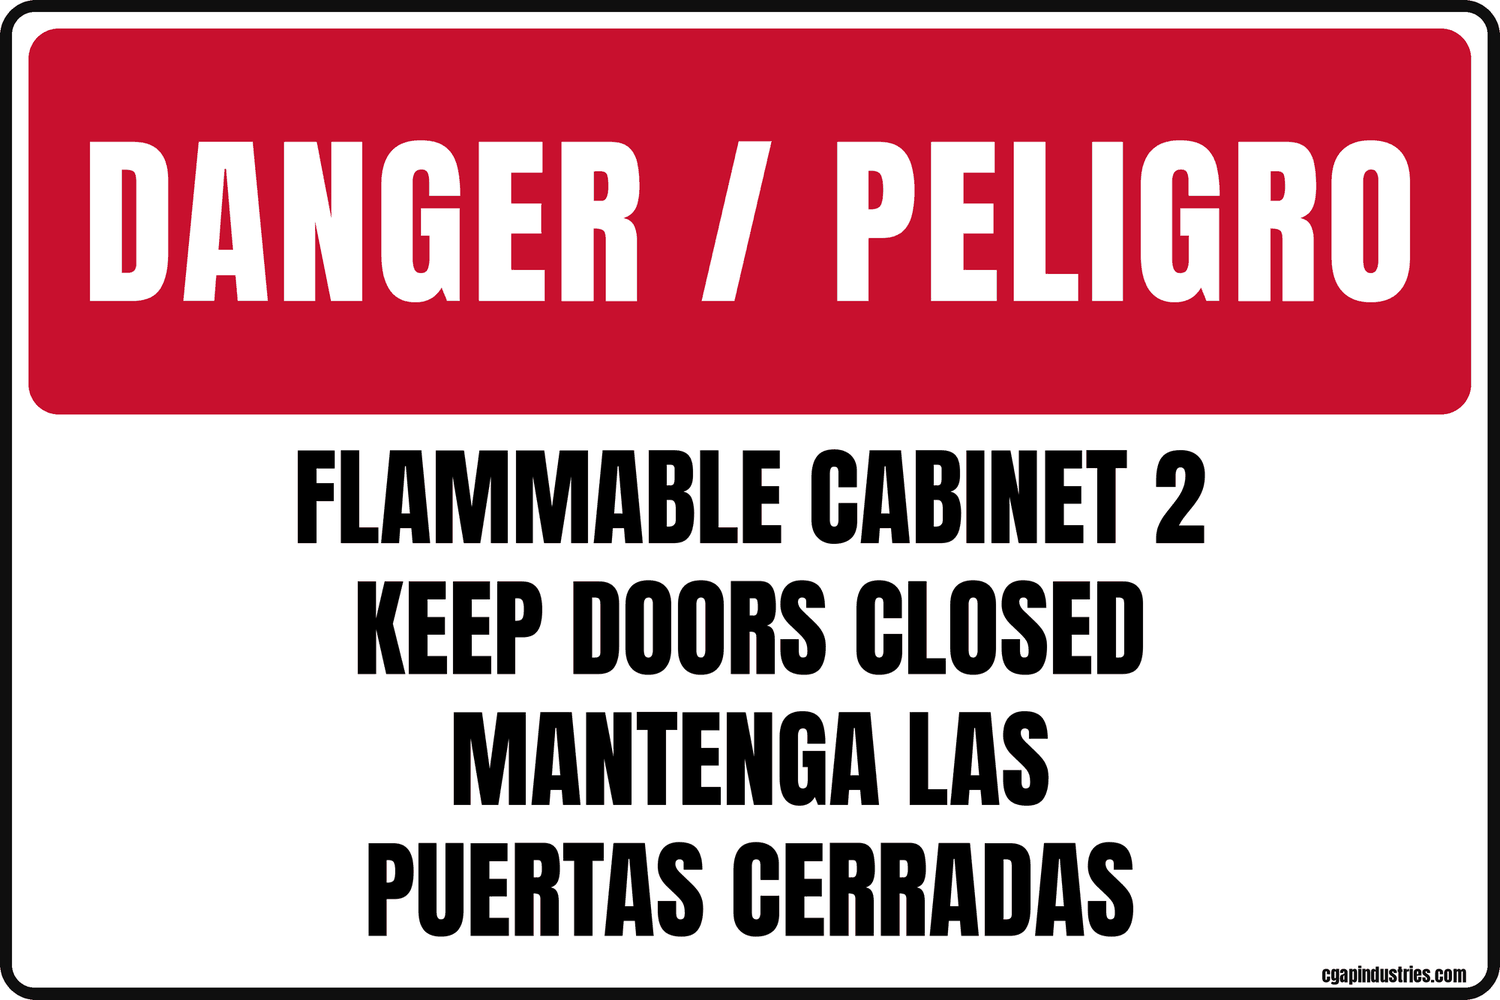 DANGER / PELIGRO
FLAMMABLE CABINET 2
KEEP DOORS CLOSED
MANTENGA LAS
PUERTAS CERRADAS
cgapindustries.com